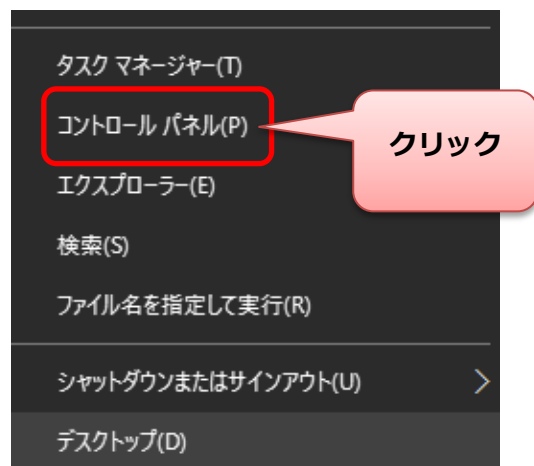 タスク マネージャー(T)
コントロール パネル(P)
クリック
エクスプローラー(E)
検索(S)
ファイル名を指定して実行(R)
シャットダウンまたはサインアウト(U)
デスクトップ(D)